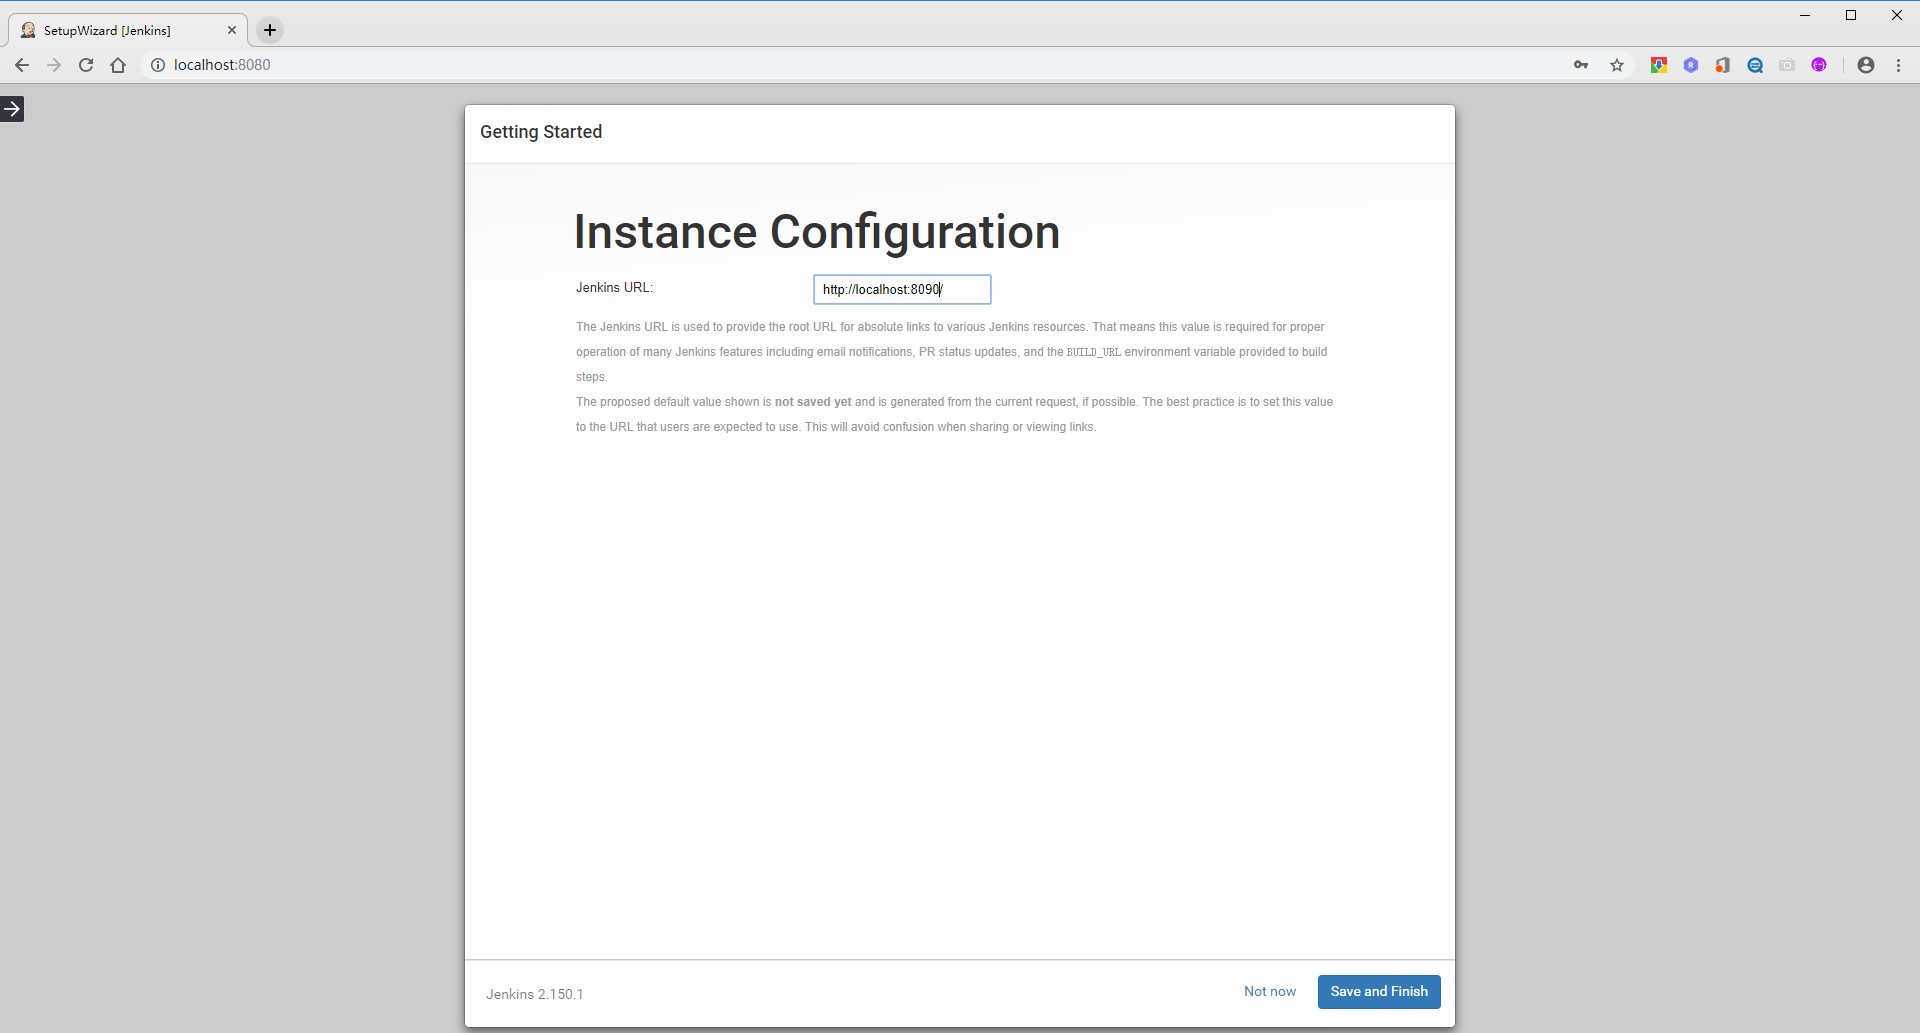 SetupWizard [Jenkins]
localhost:8080
Getting Started
Instance Configuration
Jenkins URL:
http://localhost:8090/
The Jenkins URL is used to provide the root URL for absolute links to various Jenkins resources. That means this value is required for proper
operation of many Jenkins features including email notifications, PR status updates, and the BUILD_URL environment variable provided to build
steps.
The proposed default value shown is not saved yet and is generated from the current request, if possible. The best practice is to set this value
to the URL that users are expected to use. This will avoid confusion when sharing or viewing links.
Jenkins 2.150.1
Not now
Save and Finish